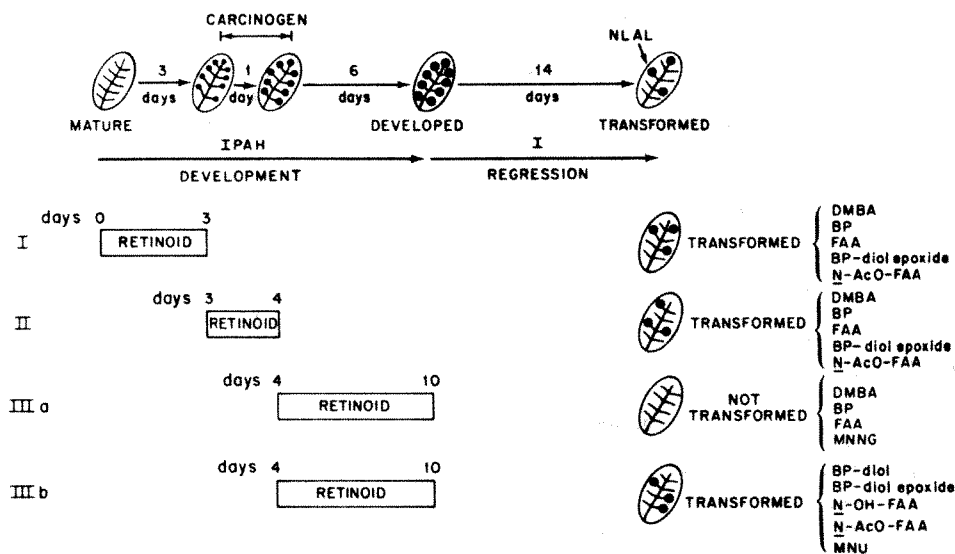 CARCINOGEN
NLAL
3 1 6 14
days day days days
MATURE DEVELOPED TRANSFORMED
IPAH I
DEVELOPMENT REGRESSION
days 0 3
I RETINOID TRANSFORMED
DMBA
BP
FAA
BP-diol epoxide
N-AcO-FAA
days 3 4
II RETINOID TRANSFORMED
DMBA
BP
FAA
BP-diol epoxide
N-AcO-FAA
days 4 10
III a RETINOID NOT TRANSFORMED
DMBA
BP
FAA
MNNG
days 4 10
III b RETINOID TRANSFORMED
BP-diol
BP-diol epoxide
N-OH-FAA
N-AcO-FAA
MNU